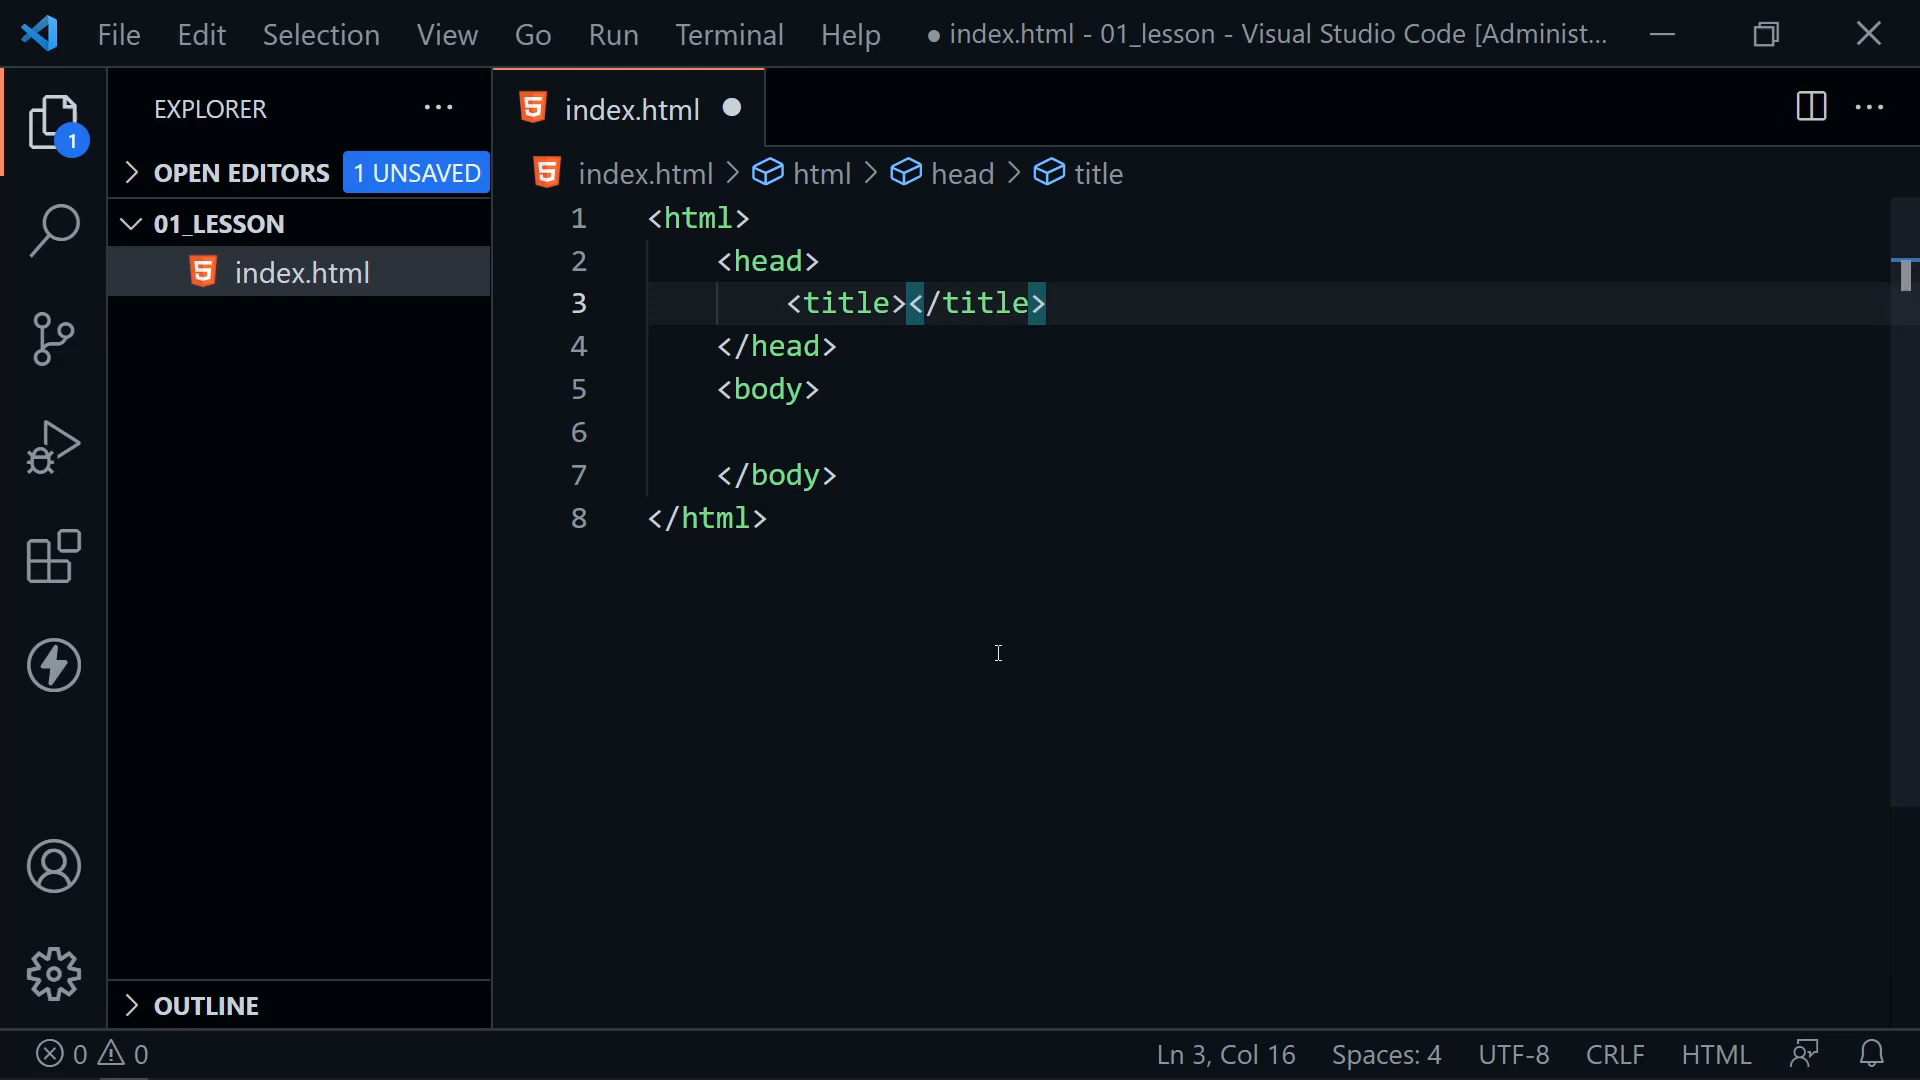 File Edit Selection View Go Run Terminal Help ● index.html - 01_lesson - Visual Studio Code [Administ...
EXPLORER ...
1
OPEN EDITORS 1 UNSAVED
01_LESSON
index.html
OUTLINE
index.html ●
index.html > html > head > title
1 <html>
2     <head>
3         <title></title>
4     </head>
5     <body>
6
7     </body>
8 </html>
0 0 Ln 3, Col 16 Spaces: 4 UTF-8 CRLF HTML